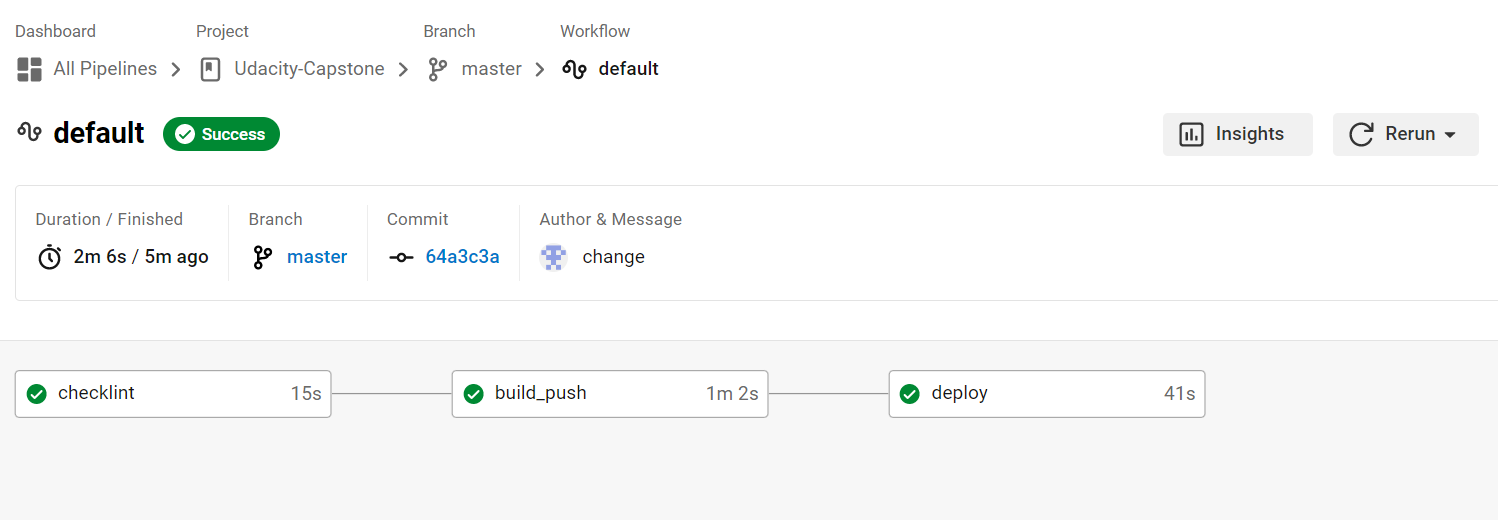 Dashboard Project Branch Workflow
All Pipelines Udacity-Capstone master default
default Success Insights Rerun
Duration / Finished Branch Commit Author & Message
2m 6s / 5m ago master 64a3c3a change
checklint 15s build_push 1m 2s deploy 41s